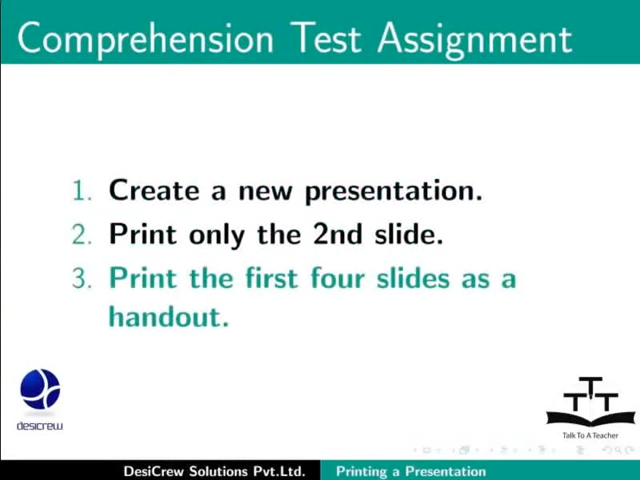 Comprehension Test Assignment
1. Create a new presentation.
2. Print only the 2nd slide.
3. Print the first four slides as a
handout.
desicrew
TTT
Talk To A Teacher
DesiCrew Solutions Pvt.Ltd. Printing a Presentation